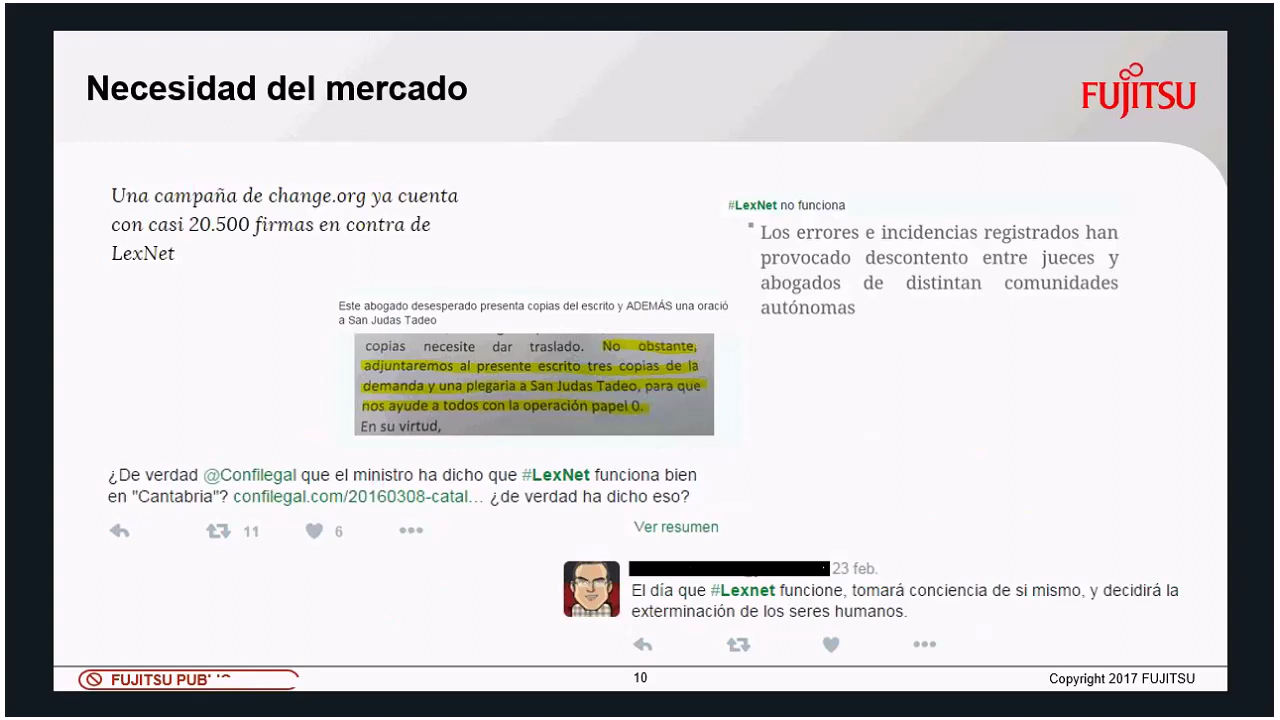 Necesidad del mercado
FUJITSU
Una campaña de change.org ya cuenta
con casi 20.500 firmas en contra de
LexNet
#LexNet no funciona
Los errores e incidencias registrados han
provocado descontento entre jueces y
abogados de distintan comunidades
autónomas
Este abogado desesperado presenta copias del escrito y ADEMÁS una oració
a San Judas Tadeo
copias necesite dar traslado. No obstante,
adjuntaremos al presente escrito tres copias de la
demanda y una plegaria a San Judas Tadeo, para que
nos ayude a todos con la operación papel 0.
En su virtud,
¿De verdad @Confilegal que el ministro ha dicho que #LexNet funciona bien
en "Cantabria"? confilegal.com/20160308-catal... ¿de verdad ha dicho eso?
11
6
Ver resumen
23 feb.
El día que #Lexnet funcione, tomará conciencia de si mismo, y decidirá la
exterminación de los seres humanos.
FUJITSU
10
Copyright 2017 FUJITSU